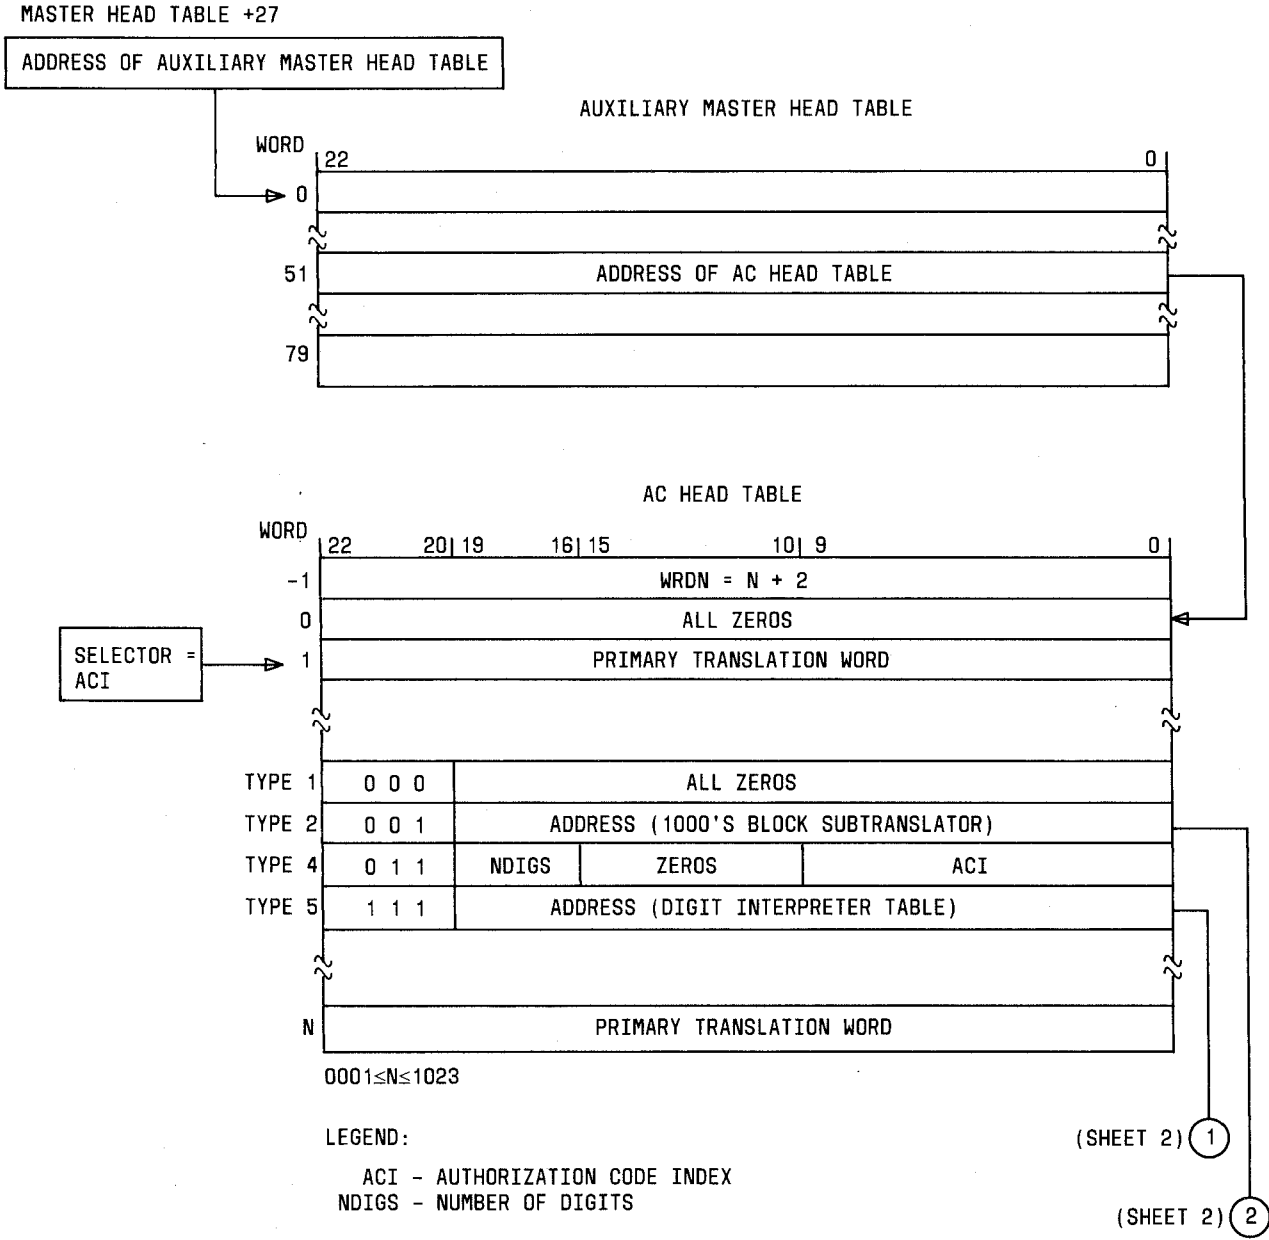 MASTER HEAD TABLE +27
ADDRESS OF AUXILIARY MASTER HEAD TABLE
AUXILIARY MASTER HEAD TABLE
WORD
22 0
0
51 ADDRESS OF AC HEAD TABLE
79
AC HEAD TABLE
WORD
22 20 19 16 15 10 9 0
-1 WRDN = N + 2
0 ALL ZEROS
SELECTOR =
ACI
1 PRIMARY TRANSLATION WORD
TYPE 1 0 0 0 ALL ZEROS
TYPE 2 0 0 1 ADDRESS (1000'S BLOCK SUBTRANSLATOR)
TYPE 4 0 1 1 NDIGS ZEROS ACI
TYPE 5 1 1 1 ADDRESS (DIGIT INTERPRETER TABLE)
N PRIMARY TRANSLATION WORD
0001≤N≤1023
LEGEND:
ACI - AUTHORIZATION CODE INDEX
NDIGS - NUMBER OF DIGITS
(SHEET 2) 1
(SHEET 2) 2